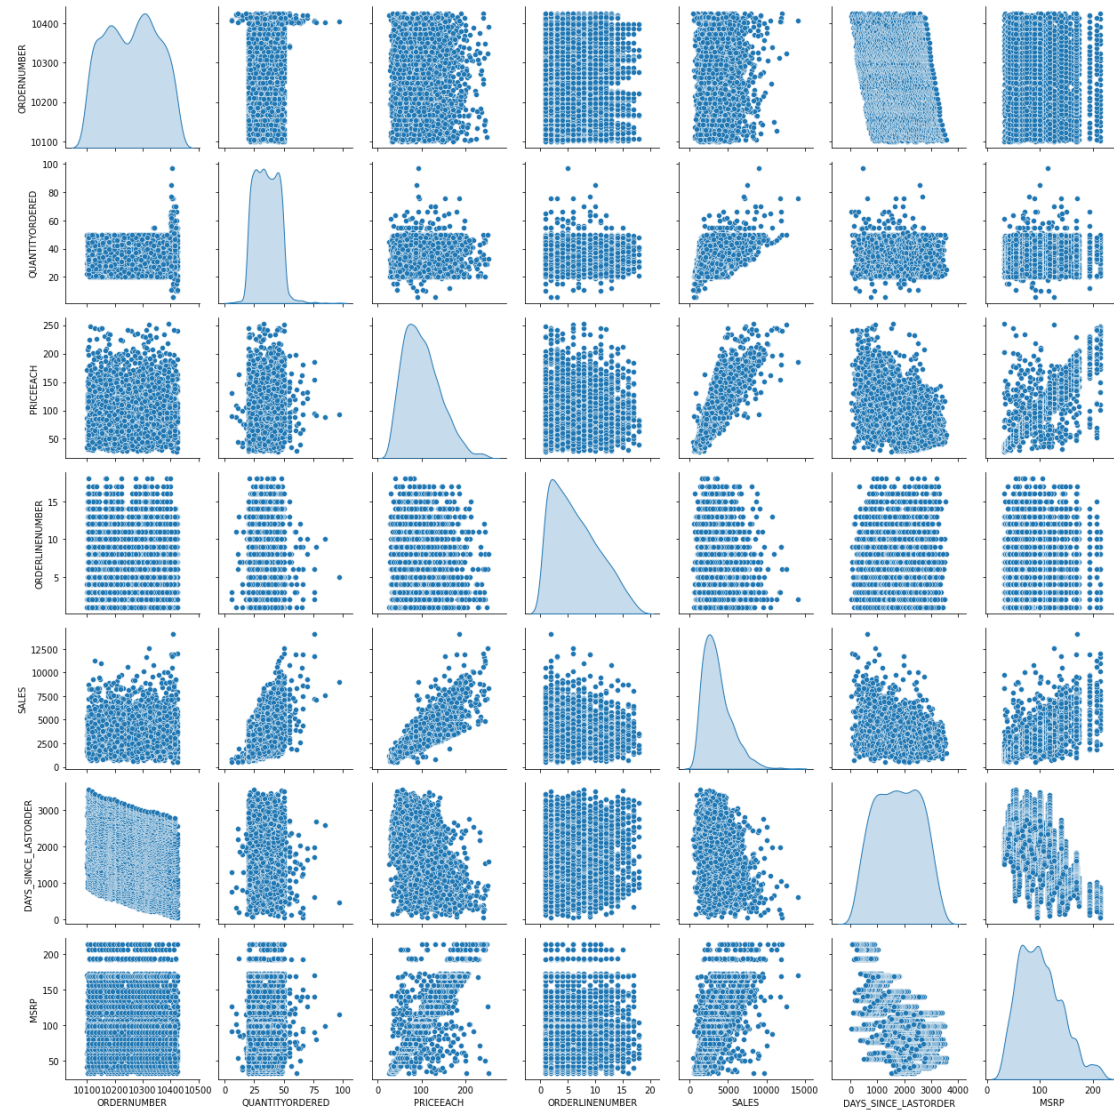 ORDERNUMBER
10400
10300
10200
10100
QUANTITYORDERED
100
80
60
40
20
PRICEEACH
250
200
150
100
50
ORDERLINENUMBER
15
10
5
SALES
12500
10000
7500
5000
2500
0
DAYS_SINCE_LASTORDER
3000
2000
1000
0
MSRP
200
150
100
50
10100 10200 10300 10400 10500
0 25 50 75 100
0 100 200
0 5 10 15 20
0 5000 10000 15000
0 1000 2000 3000 4000
0 100 200
ORDERNUMBER
QUANTITYORDERED
PRICEEACH
ORDERLINENUMBER
SALES
DAYS_SINCE_LASTORDER
MSRP